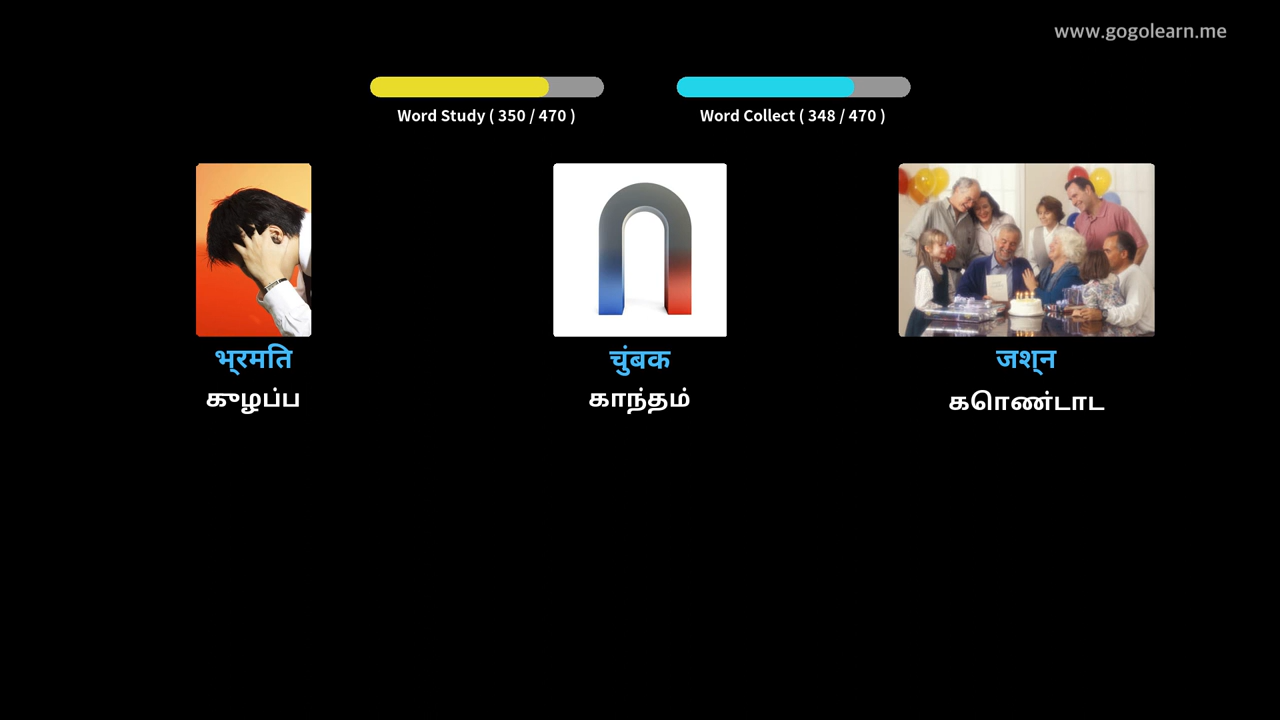 www.gogolearn.me
Word Study ( 350 / 470 )
Word Collect ( 348 / 470 )
भ्रमति
चुंबक
जश्न
குழப்ப
காந்தம்
கொண்டாட